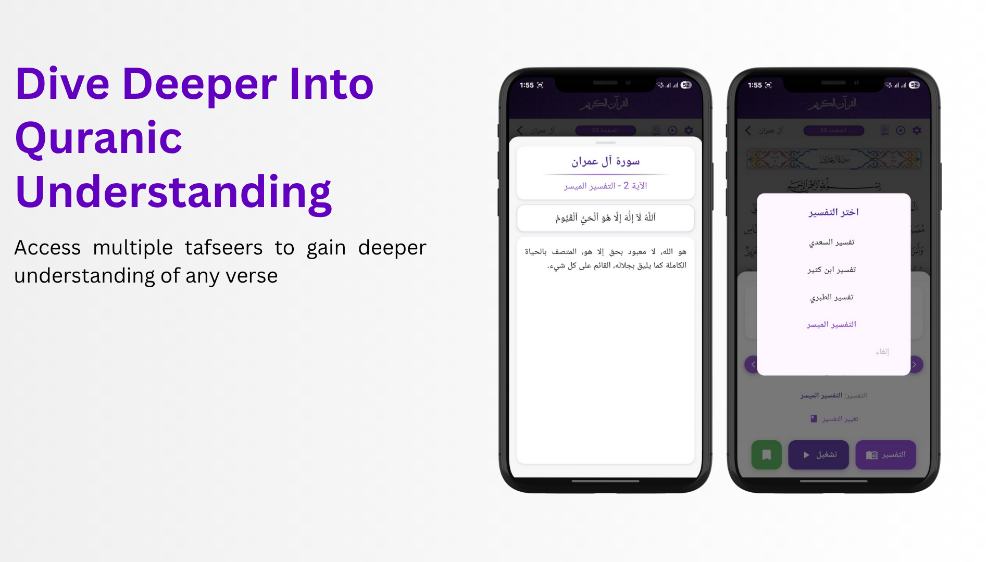 Dive Deeper Into
Quranic
Understanding
Access multiple tafseers to gain deeper
understanding of any verse
1:55
52
القرآن الكريم
آل عمران
الصفحة 50
سورة آل عمران
الآية 2 - التفسير الميسر
ٱللَّهُ لَآ إِلَٰهَ إِلَّا هُوَ ٱلْحَىُّ ٱلْقَيُّومُ
هو الله، لا معبود بحق إلا هو، المتصف بالحياة
الكاملة كما يليق بجلاله، القائم على كل شيء.
1:55
52
القرآن الكريم
آل عمران
الصفحة 50
سورة آل عمران
بسم الله الرحمن الرحيم
اختر التفسير
تفسير السعدي
تفسير ابن كثير
تفسير الطبري
التفسير الميسر
إلغاء
التفسير: التفسير الميسر
تغيير التفسير
تشغيل
التفسير